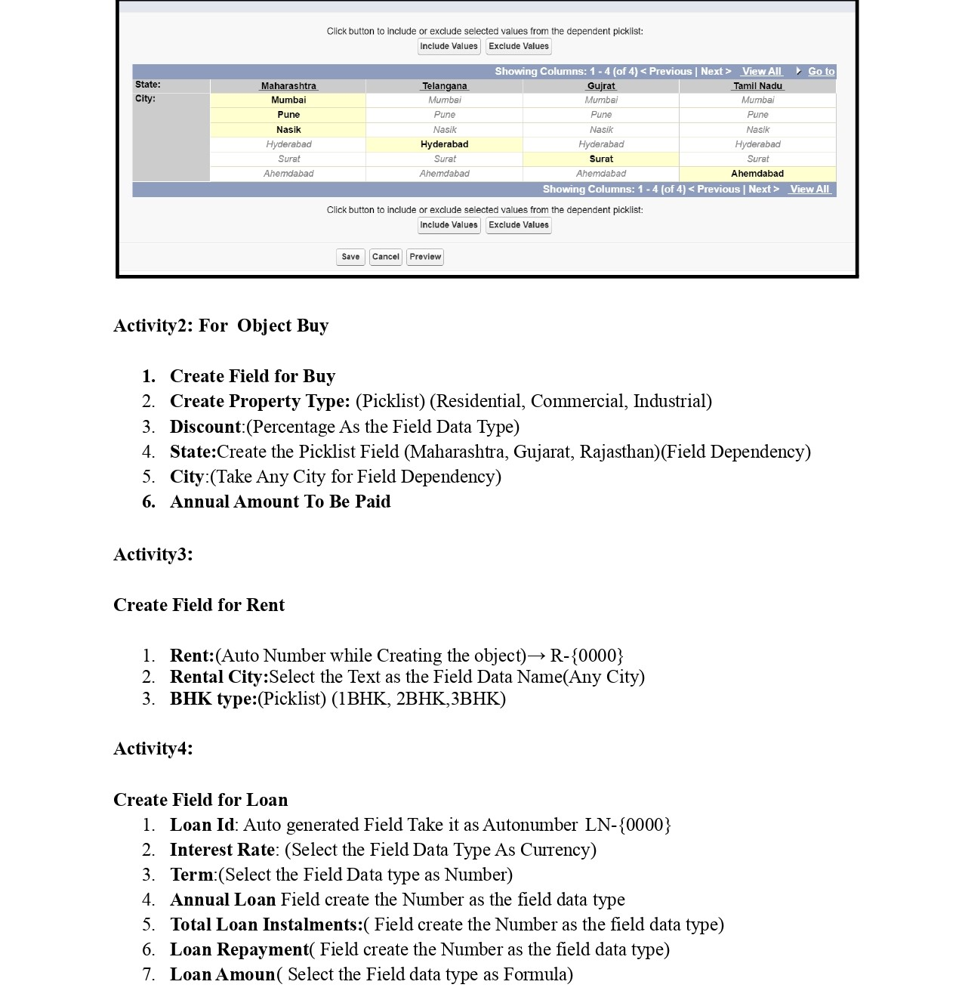 Click button to include or exclude selected values from the dependent picklist:
Include Values Exclude Values
Showing Columns: 1 - 4 (of 4) < Previous | Next > View All Go to
State: Maharashtra Telangana Gujrat Tamil Nadu
City: Mumbai Mumbai Mumbai Mumbai
Pune Pune Pune Pune
Nasik Nasik Nasik Nasik
Hyderabad Hyderabad Hyderabad Hyderabad
Surat Surat Surat Surat
Ahemdabad Ahemdabad Ahemdabad Ahemdabad
Showing Columns: 1 - 4 (of 4) < Previous | Next > View All
Click button to include or exclude selected values from the dependent picklist:
Include Values Exclude Values
Save Cancel Preview
Activity2: For Object Buy
1. Create Field for Buy
2. Create Property Type: (Picklist) (Residential, Commercial, Industrial)
3. Discount:(Percentage As the Field Data Type)
4. State:Create the Picklist Field (Maharashtra, Gujarat, Rajasthan)(Field Dependency)
5. City:(Take Any City for Field Dependency)
6. Annual Amount To Be Paid
Activity3:
Create Field for Rent
1. Rent:(Auto Number while Creating the object)→ R-{0000}
2. Rental City:Select the Text as the Field Data Name(Any City)
3. BHK type:(Picklist) (1BHK, 2BHK,3BHK)
Activity4:
Create Field for Loan
1. Loan Id: Auto generated Field Take it as Autonumber LN-{0000}
2. Interest Rate: (Select the Field Data Type As Currency)
3. Term:(Select the Field Data type as Number)
4. Annual Loan Field create the Number as the field data type
5. Total Loan Instalments:( Field create the Number as the field data type)
6. Loan Repayment( Field create the Number as the field data type)
7. Loan Amoun( Select the Field data type as Formula)